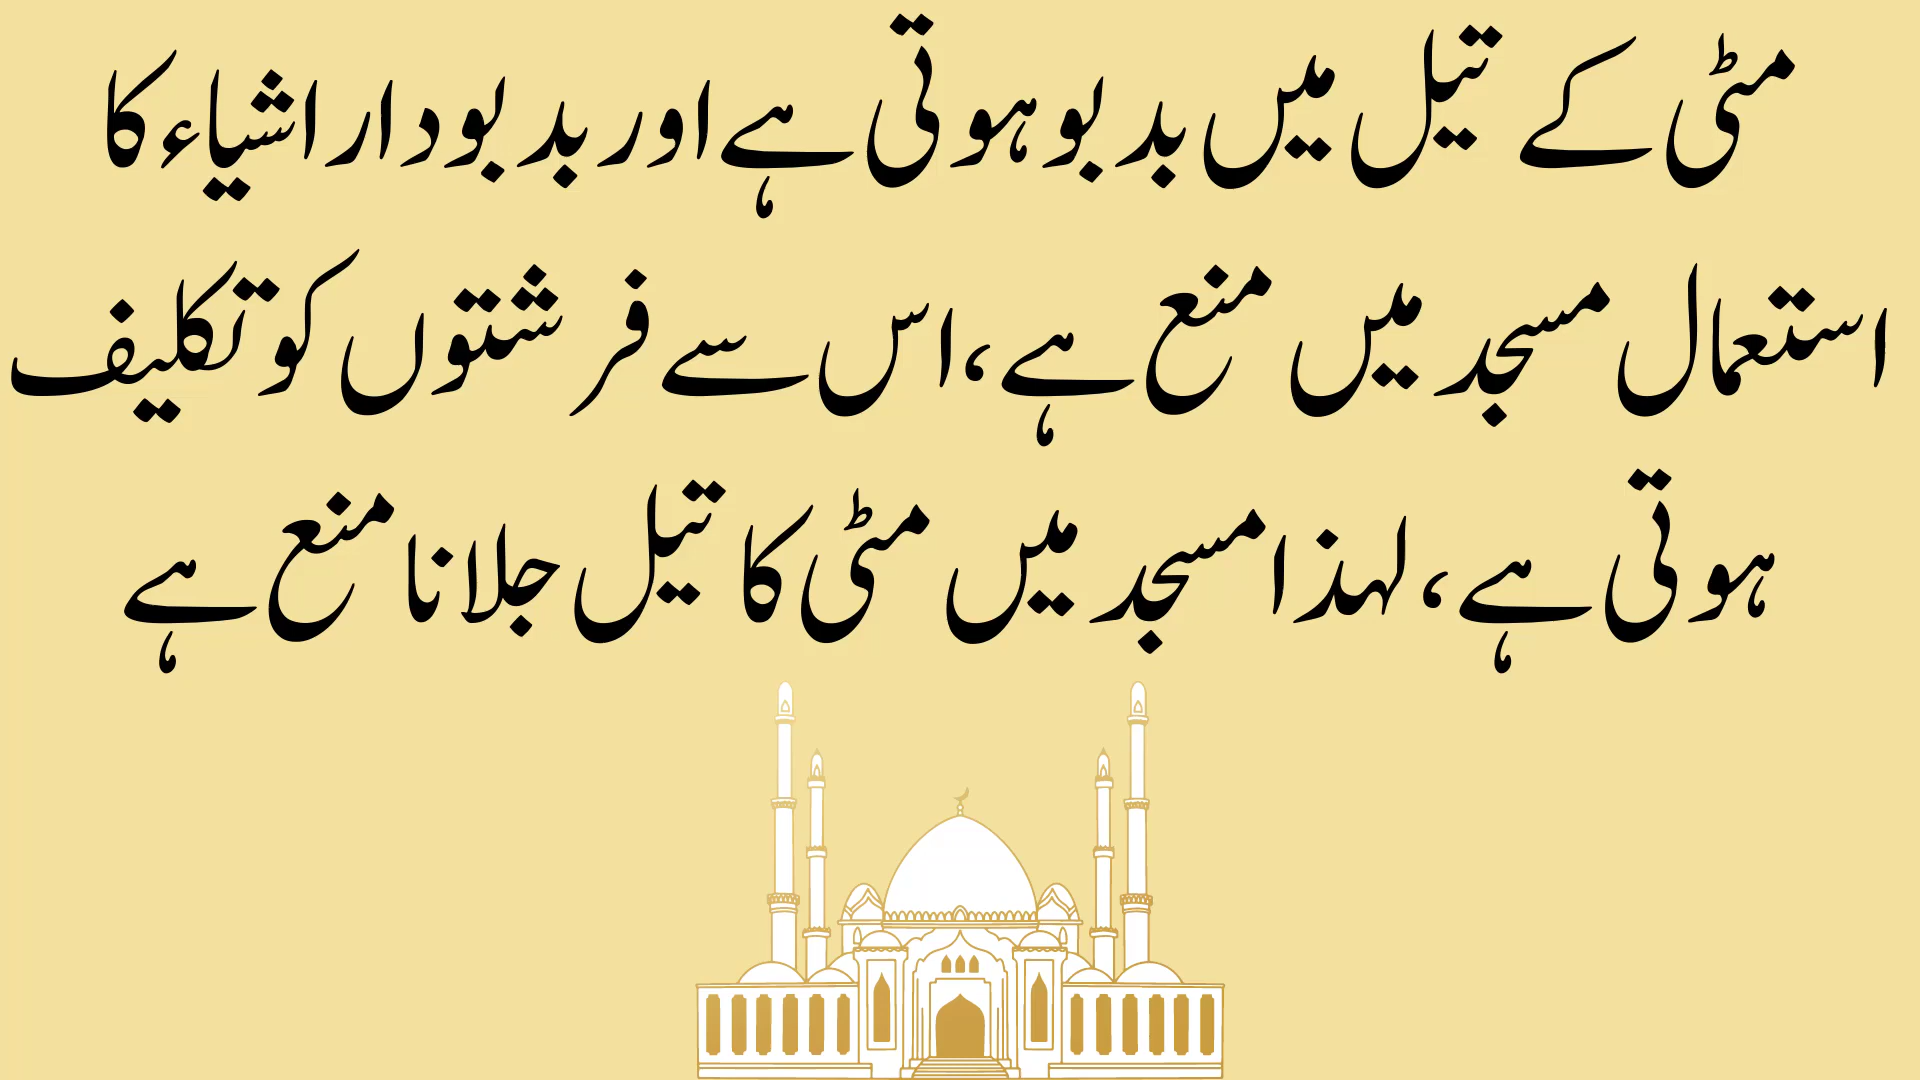 مٹی کے تیل میں بدبو ہوتی ہے اور بدبودار اشیاء کا
استعمال مسجد میں منع ہے، اس سے فرشتوں کو تکلیف
ہوتی ہے، لہذا مسجد میں مٹی کا تیل جلانا منع ہے